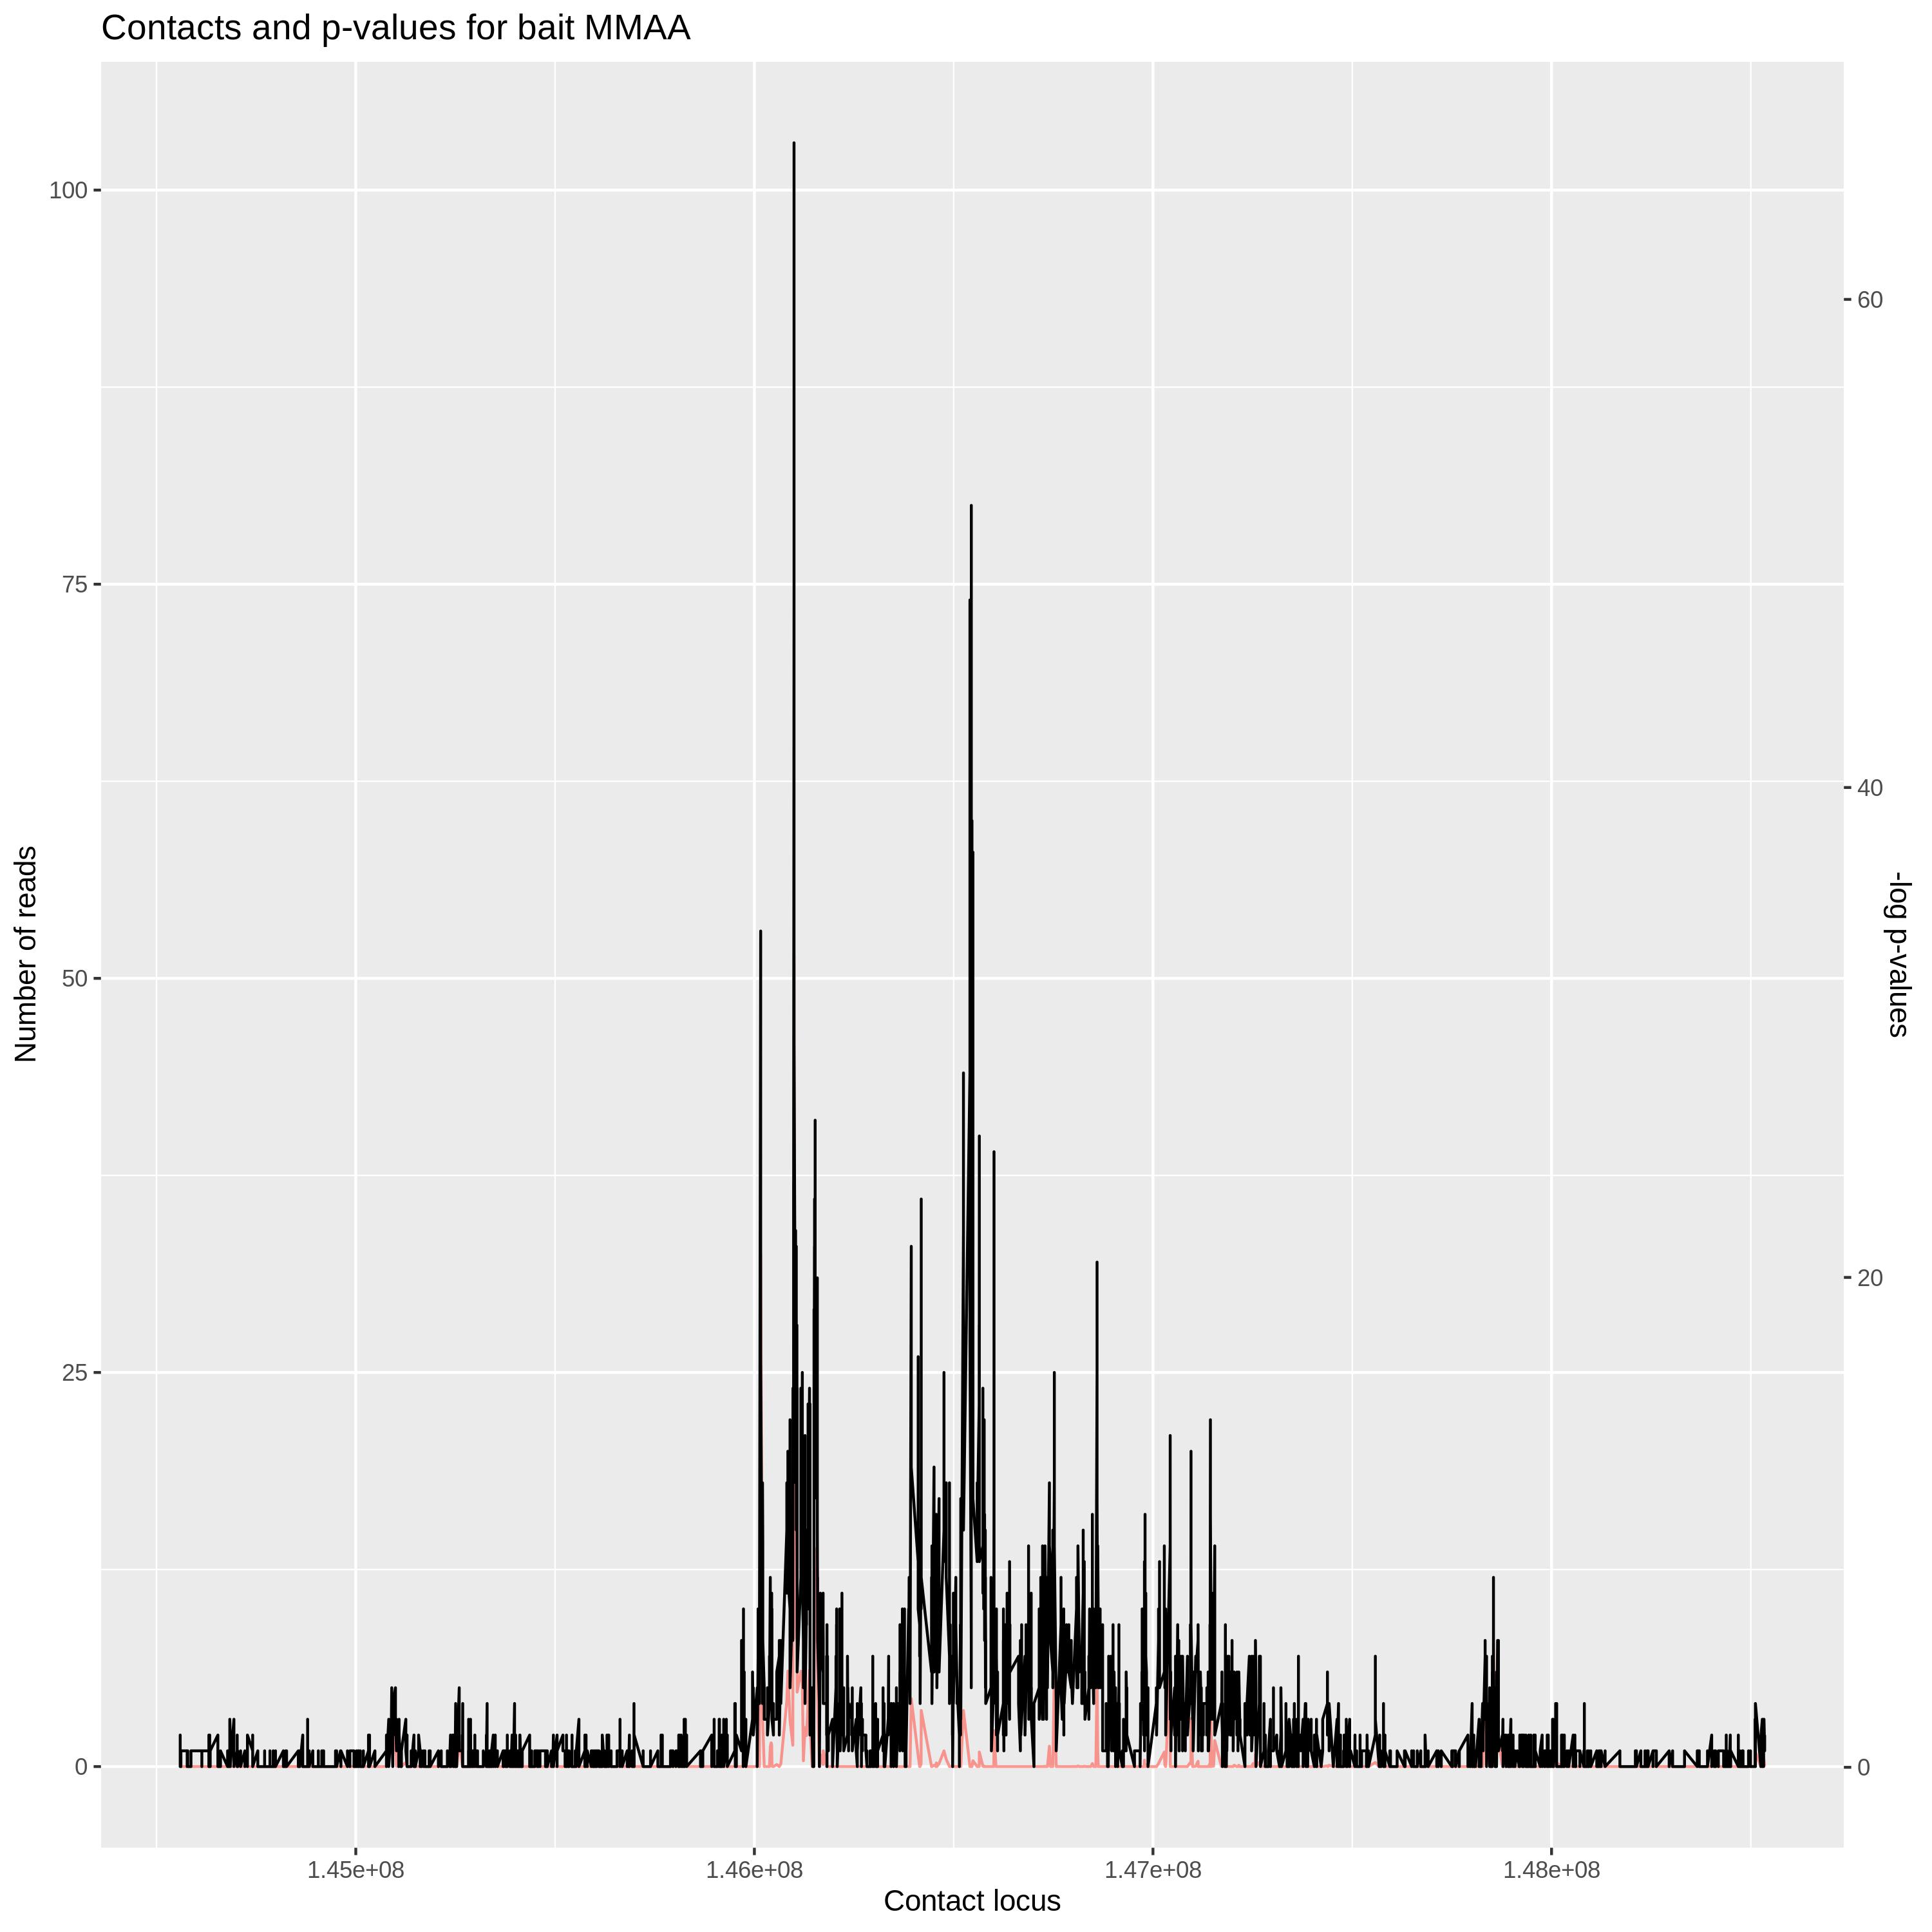 Contacts and p-values for bait MMAA
Number of reads
100
75
50
25
0
60
40
20
0
-log p-values
1.45e+08
1.46e+08
1.47e+08
1.48e+08
Contact locus